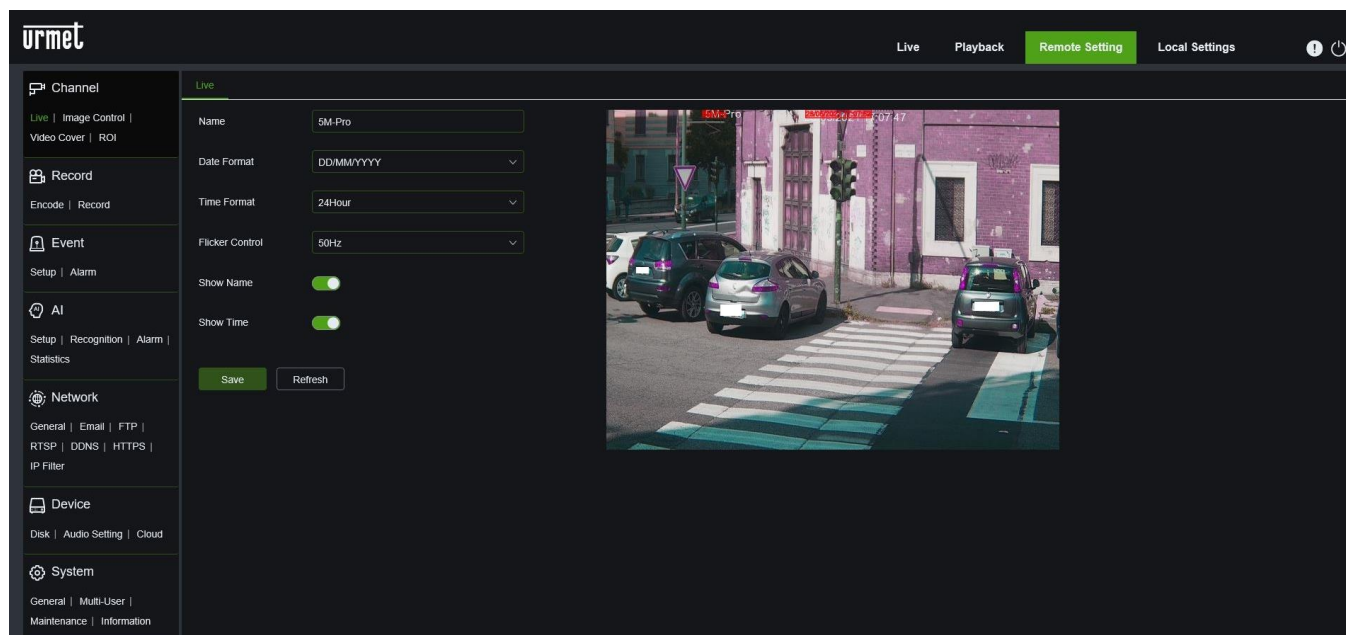 urmet
Live Playback Remote Setting Local Settings
Channel
Live | Image Control |
Video Cover | ROI
Record
Encode | Record
Event
Setup | Alarm
AI
Setup | Recognition | Alarm |
Statistics
Network
General | Email | FTP |
RTSP | DDNS | HTTPS |
IP Filter
Device
Disk | Audio Setting | Cloud
System
General | Multi-User |
Maintenance | Information
Live
Name 5M-Pro
Date Format DD/MM/YYYY
Time Format 24Hour
Flicker Control 50Hz
Show Name
Show Time
Save Refresh
5M-Pro